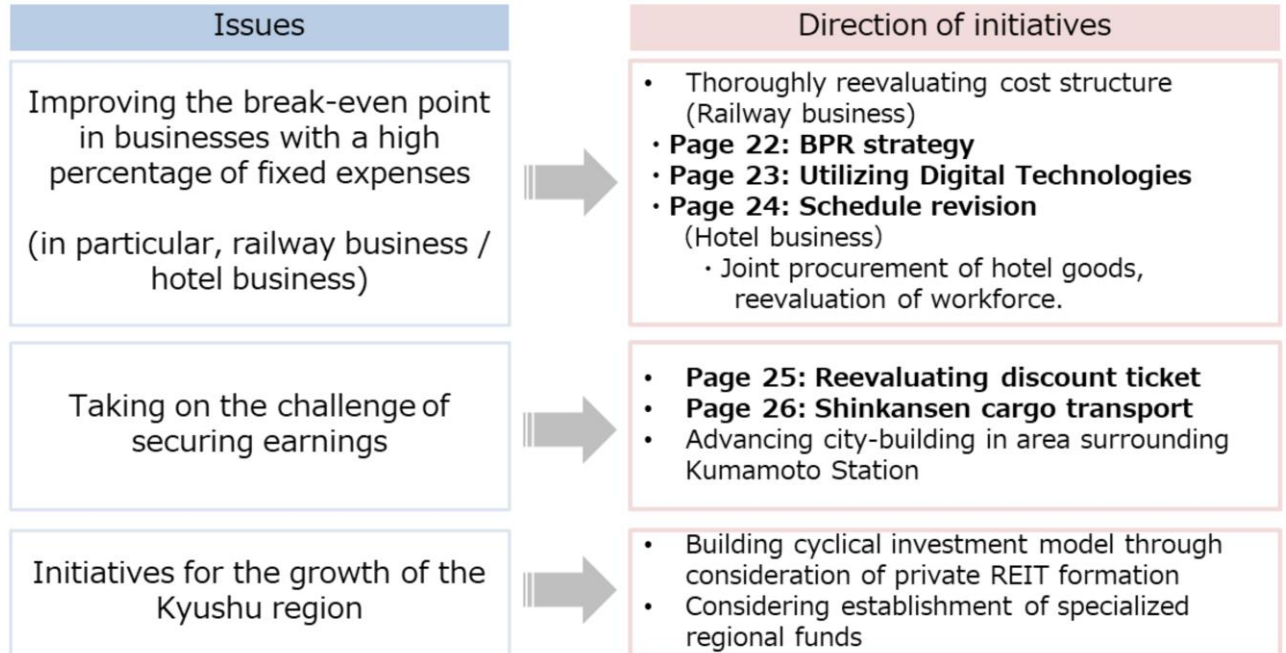 Issues
Direction of initiatives
Improving the break-even point
in businesses with a high
percentage of fixed expenses
(in particular, railway business /
hotel business)
• Thoroughly reevaluating cost structure
(Railway business)
・Page 22: BPR strategy
・Page 23: Utilizing Digital Technologies
・Page 24: Schedule revision
(Hotel business)
・Joint procurement of hotel goods,
reevaluation of workforce.
Taking on the challenge of
securing earnings
• Page 25: Reevaluating discount ticket
• Page 26: Shinkansen cargo transport
• Advancing city-building in area surrounding
Kumamoto Station
Initiatives for the growth of the
Kyushu region
• Building cyclical investment model through
consideration of private REIT formation
• Considering establishment of specialized
regional funds